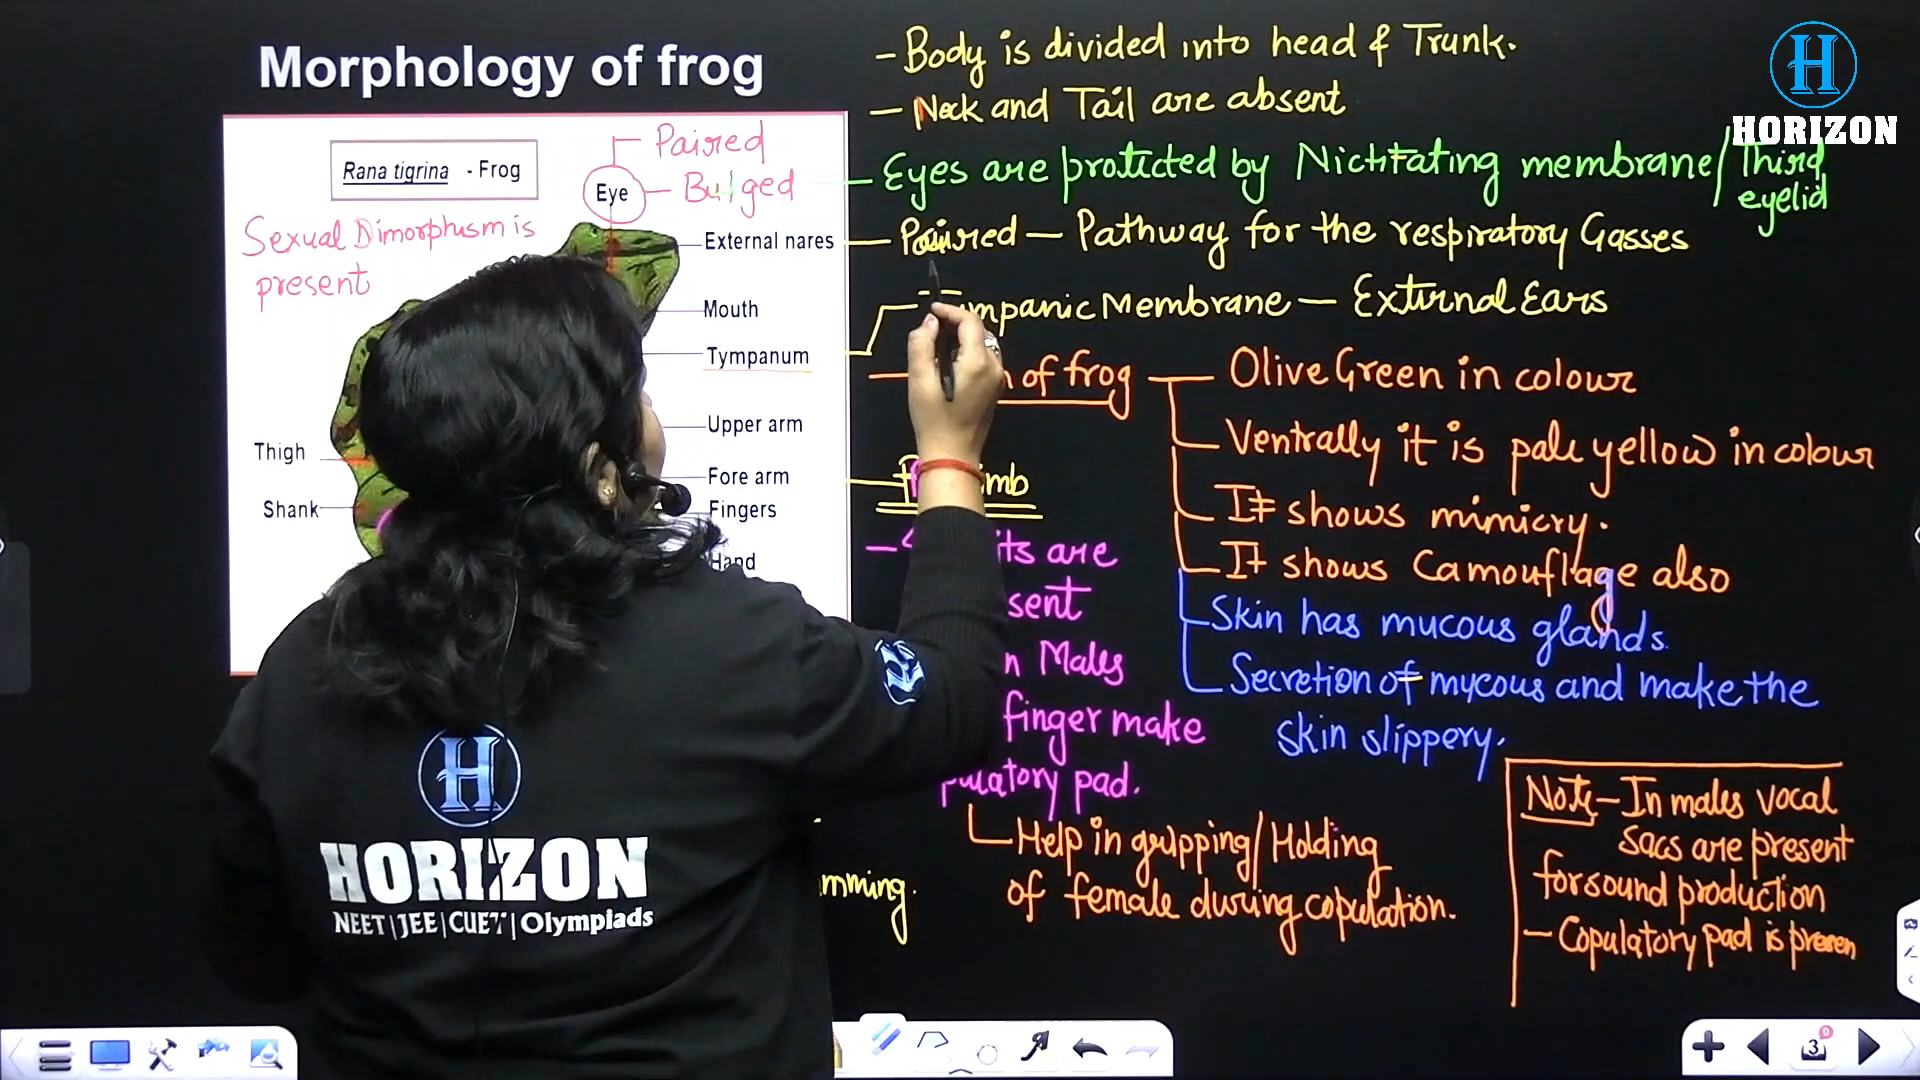 Morphology of frog
Rana tigrina - Frog
Sexual Dimorphism is
present
Paired
Eye
Bulged
External nares
Mouth
Tympanum
Upper arm
Fore arm
Fingers
Hand
Thigh
Shank
- Body is divided into head & Trunk.
- Neck and Tail are absent
- Eyes are protected by Nictitating membrane/Third
eyelid
Paired - Pathway for the respiratory Gasses
Membrane - External Ears
of frog
Olive Green in colour
Ventrally it is pale yellow in colour
It shows mimicry.
It shows Camouflage also
Skin has mucous glands.
Secretion of mycous and make the
skin slippery.
are
Males
finger make
pad.
Help in gripping/Holding
of female during copulation.
Note - In males vocal
sacs are present
for sound production
- Copulatory pad is presen
H
HORIZON
H
HORIZON
NEET|JEE|CUET|Olympiads
3
0